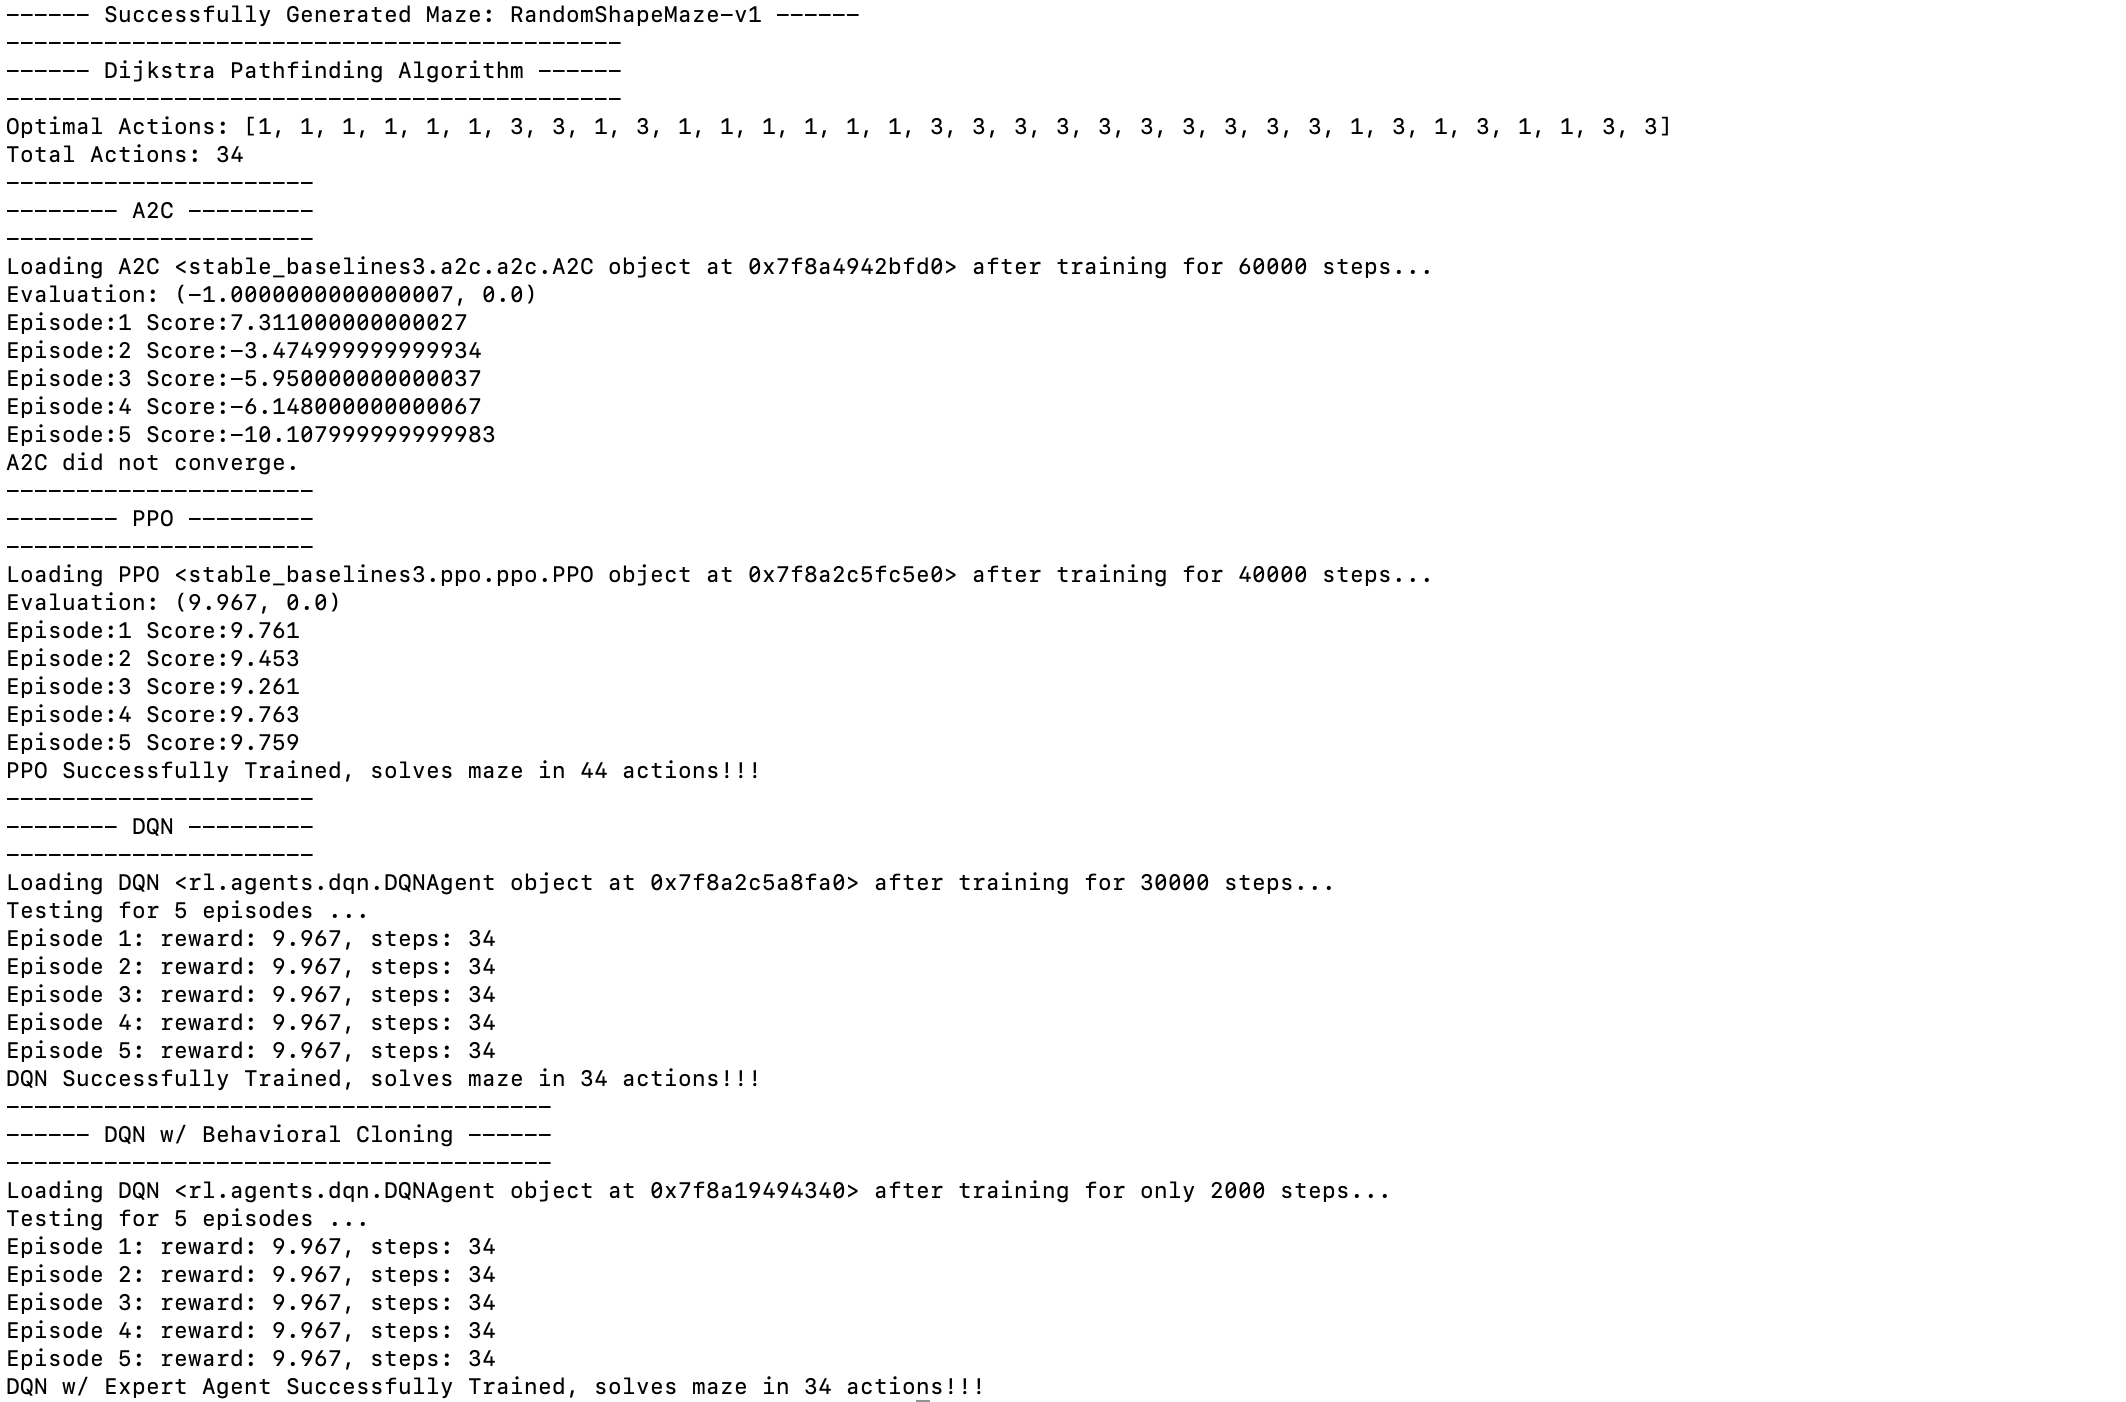 ------ Successfully Generated Maze: RandomShapeMaze-v1 ------
--------------------------------------------
------ Dijkstra Pathfinding Algorithm ------
--------------------------------------------
Optimal Actions: [1, 1, 1, 1, 1, 1, 3, 3, 1, 3, 1, 1, 1, 1, 1, 1, 3, 3, 3, 3, 3, 3, 3, 3, 3, 3, 1, 3, 1, 3, 1, 1, 3, 3]
Total Actions: 34
----------------------
-------- A2C ---------
----------------------
Loading A2C <stable_baselines3.a2c.a2c.A2C object at 0x7f8a4942bfd0> after training for 60000 steps...
Evaluation: (-1.0000000000000007, 0.0)
Episode:1 Score:7.311000000000027
Episode:2 Score:-3.474999999999934
Episode:3 Score:-5.950000000000037
Episode:4 Score:-6.148000000000067
Episode:5 Score:-10.107999999999983
A2C did not converge.
----------------------
-------- PPO ---------
----------------------
Loading PPO <stable_baselines3.ppo.ppo.PPO object at 0x7f8a2c5fc5e0> after training for 40000 steps...
Evaluation: (9.967, 0.0)
Episode:1 Score:9.761
Episode:2 Score:9.453
Episode:3 Score:9.261
Episode:4 Score:9.763
Episode:5 Score:9.759
PPO Successfully Trained, solves maze in 44 actions!!!
----------------------
-------- DQN ---------
----------------------
Loading DQN <rl.agents.dqn.DQNAgent object at 0x7f8a2c5a8fa0> after training for 30000 steps...
Testing for 5 episodes ...
Episode 1: reward: 9.967, steps: 34
Episode 2: reward: 9.967, steps: 34
Episode 3: reward: 9.967, steps: 34
Episode 4: reward: 9.967, steps: 34
Episode 5: reward: 9.967, steps: 34
DQN Successfully Trained, solves maze in 34 actions!!!
---------------------------------------
------ DQN w/ Behavioral Cloning ------
---------------------------------------
Loading DQN <rl.agents.dqn.DQNAgent object at 0x7f8a19494340> after training for only 2000 steps...
Testing for 5 episodes ...
Episode 1: reward: 9.967, steps: 34
Episode 2: reward: 9.967, steps: 34
Episode 3: reward: 9.967, steps: 34
Episode 4: reward: 9.967, steps: 34
Episode 5: reward: 9.967, steps: 34
DQN w/ Expert Agent Successfully Trained, solves maze in 34 actions!!!